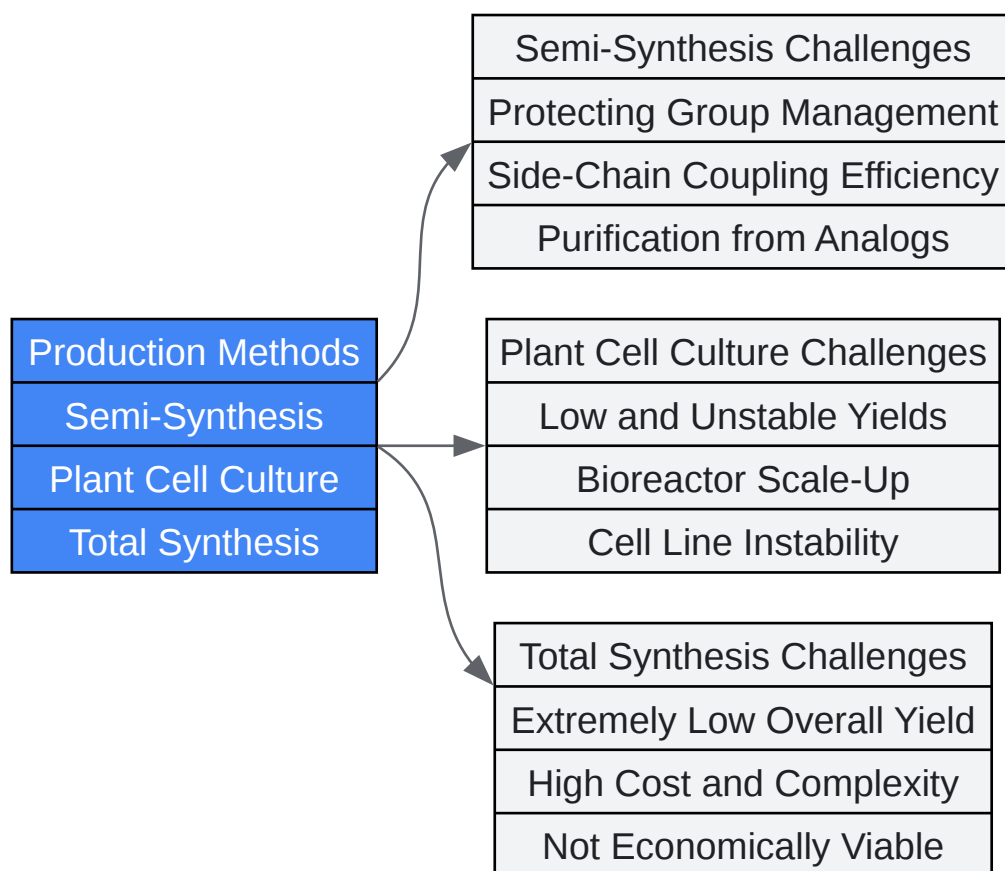 Production Methods
Semi-Synthesis
Plant Cell Culture
Total Synthesis
Semi-Synthesis Challenges
Protecting Group Management
Side-Chain Coupling Efficiency
Purification from Analogs
Plant Cell Culture Challenges
Low and Unstable Yields
Bioreactor Scale-Up
Cell Line Instability
Total Synthesis Challenges
Extremely Low Overall Yield
High Cost and Complexity
Not Economically Viable